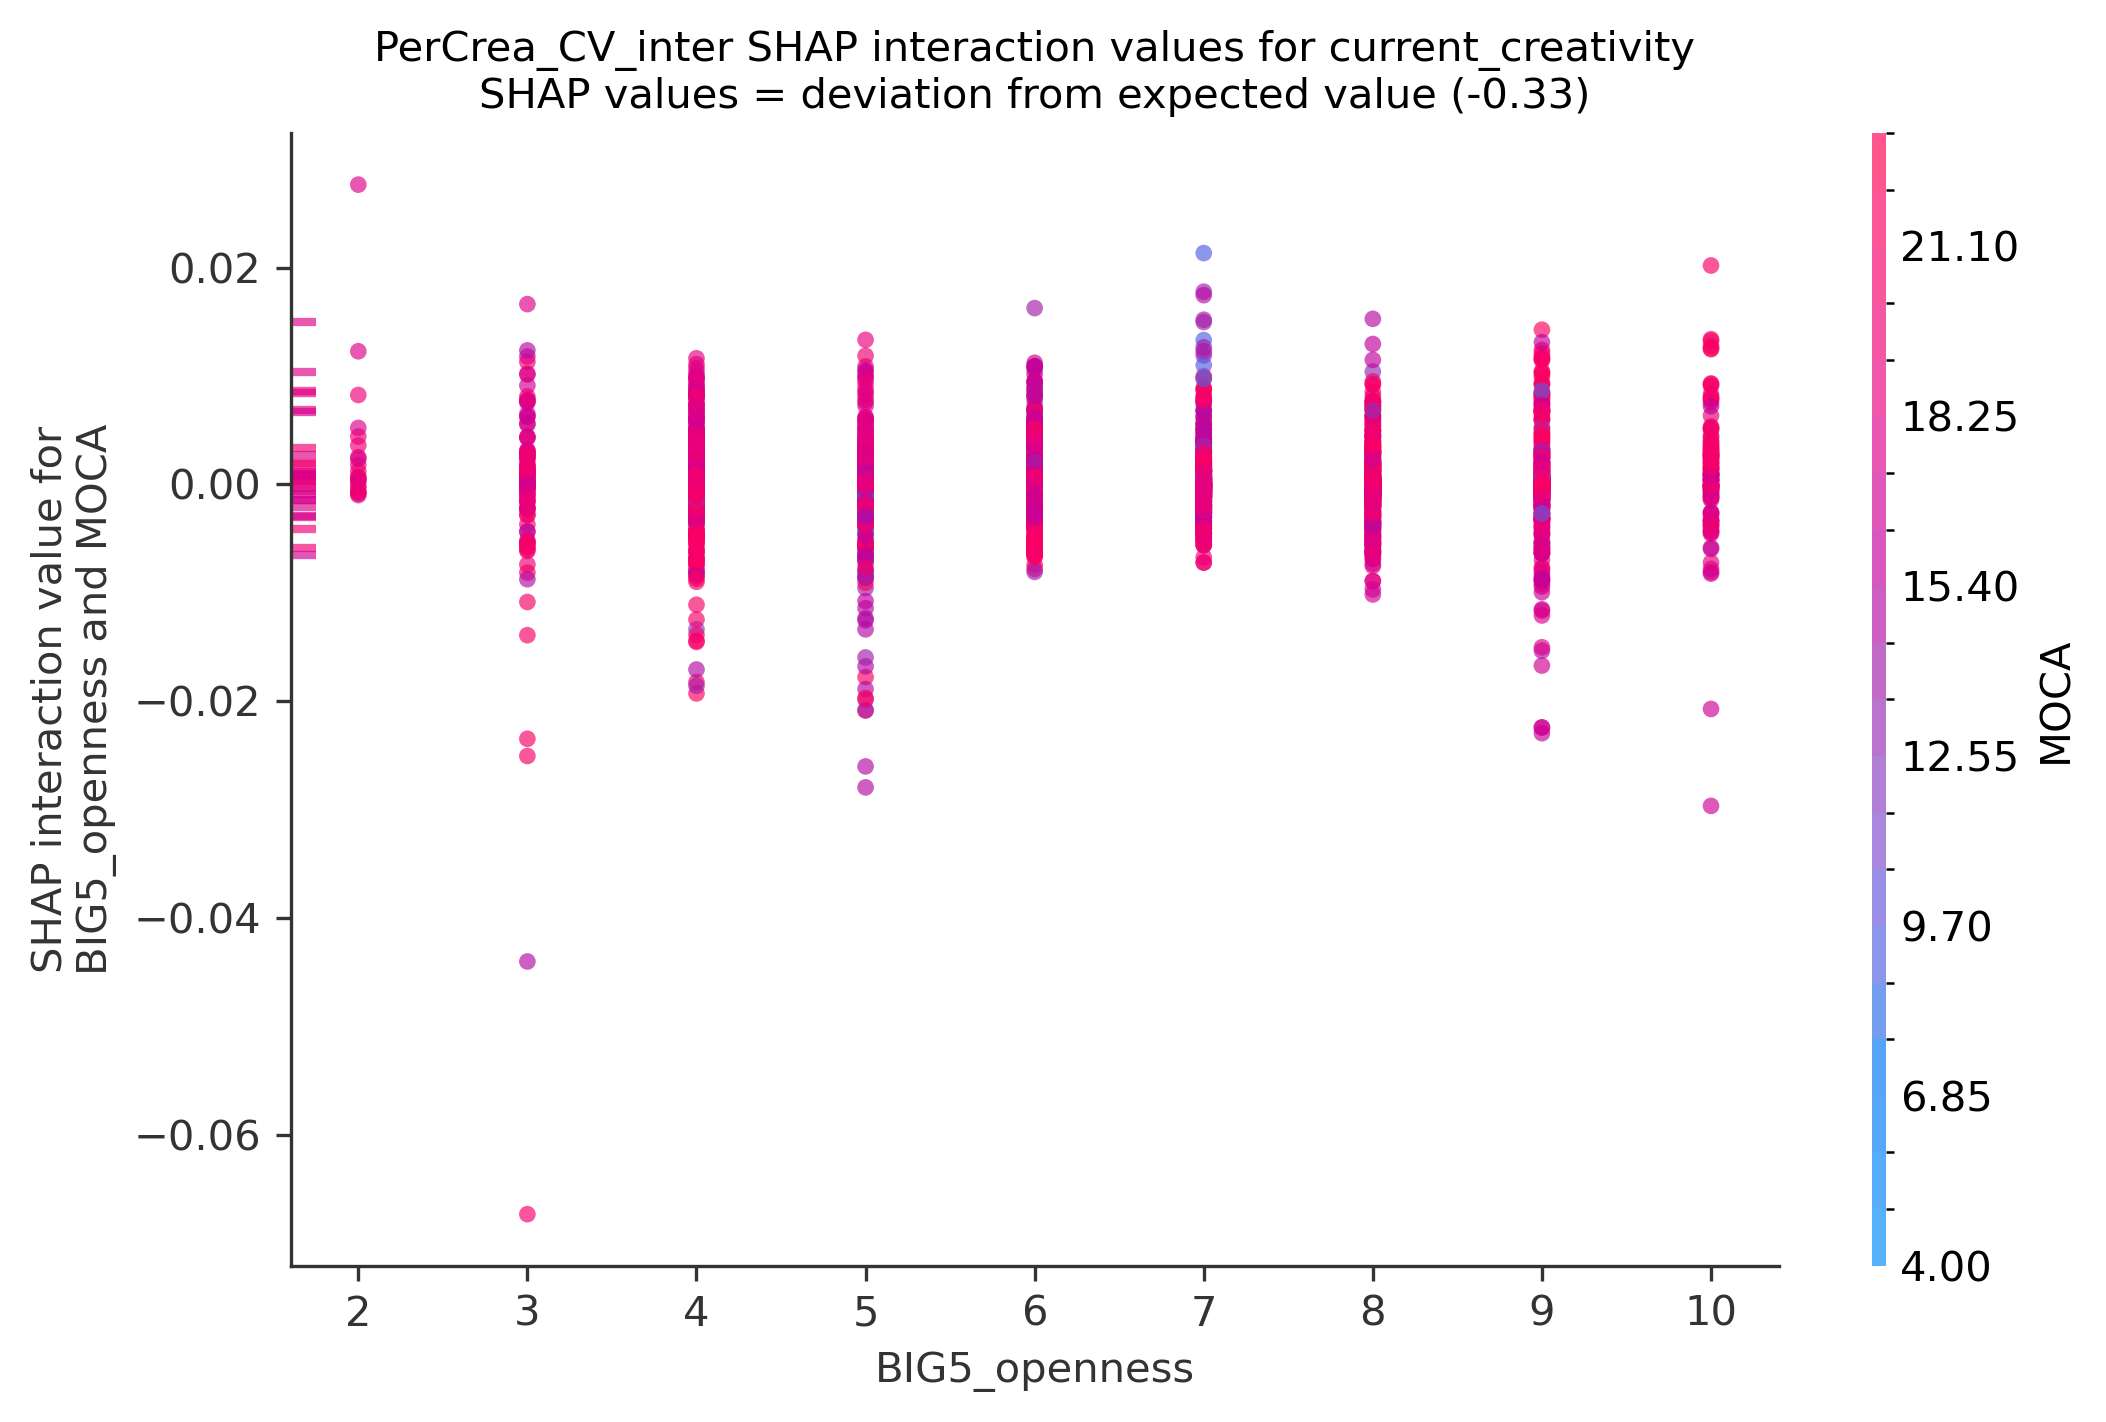 PerCrea_CV_inter SHAP interaction values for current_creativity
SHAP values = deviation from expected value (-0.33)
SHAP interaction value for
BIG5_openness and MOCA
0.02
0.00
−0.02
−0.04
−0.06
2 3 4 5 6 7 8 9 10
BIG5_openness
21.10
18.25
15.40
12.55
9.70
6.85
4.00
MOCA